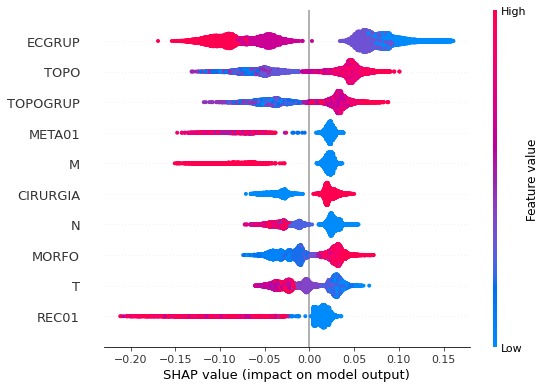 High
ECGRUP
TOPO
TOPOGRUP
META01
M
CIRURGIA
N
MORFO
T
REC01
Feature value
Low
−0.20 −0.15 −0.10 −0.05 0.00 0.05 0.10 0.15
SHAP value (impact on model output)